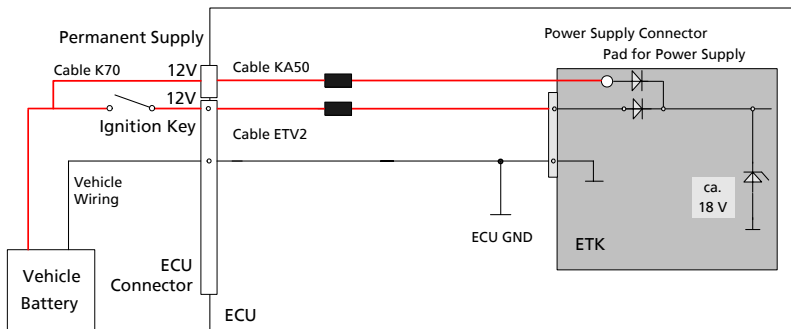 Power Supply Connector
Permanent Supply
Pad for Power Supply
Cable K70
12V
Cable KA50
12V
Ignition Key
Cable ETV2
Vehicle
Wiring
ca.
18 V
ECU GND
ETK
ECU
Connector
Vehicle
Battery
ECU